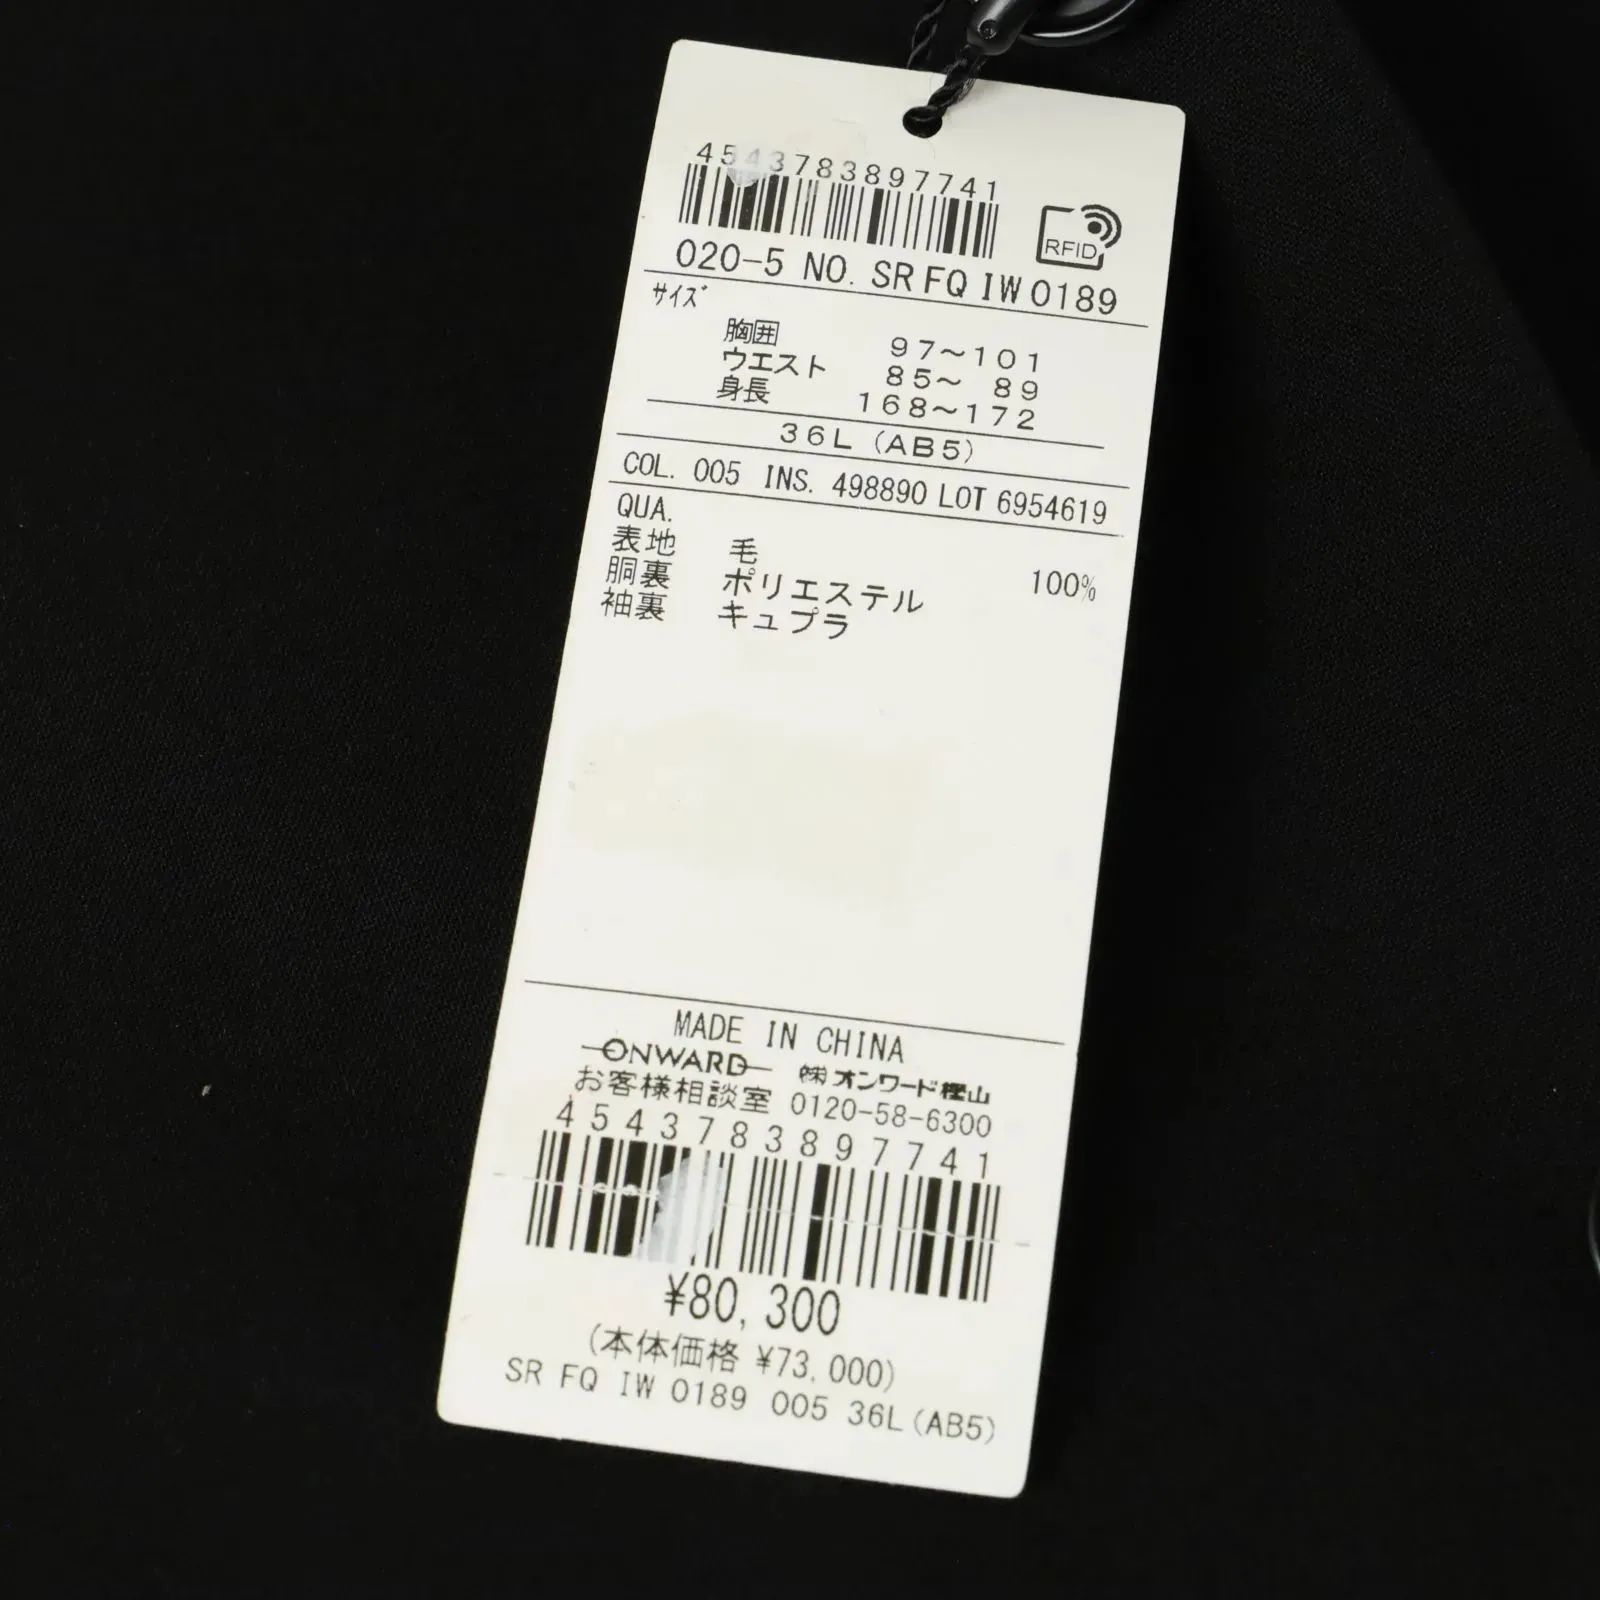 4543783897741
RFID
020-5 NO. SR FQ IW 0189
サイズ
胸囲 97～101
ウエスト 85～ 89
身長 168～172
36L (AB5)
COL. 005 INS. 498890 LOT 6954619
QUA.
表地 毛 100%
胴裏 ポリエステル
袖裏 キュプラ
MADE IN CHINA
ONWARD ㈱オンワード樫山
お客様相談室 0120-58-6300
4543783897741
¥80,300
(本体価格 ¥73,000)
SR FQ IW 0189 005 36L(AB5)